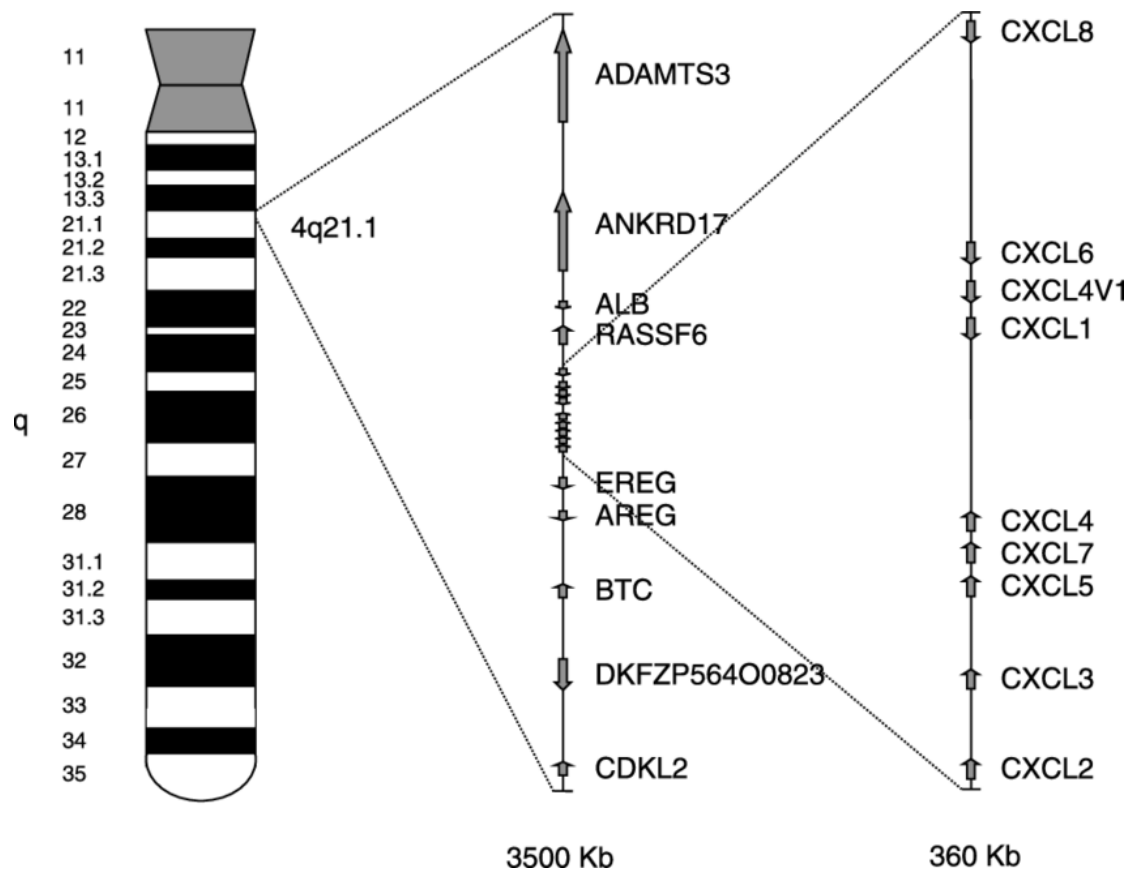 11
11
12
13.1
13.2
13.3
21.1
21.2
21.3
22
23
24
25
26
27
28
31.1
31.2
31.3
32
33
34
35
q
4q21.1
ADAMTS3
ANKRD17
ALB
RASSF6
EREG
AREG
BTC
DKFZP564O0823
CDKL2
3500 Kb
CXCL8
CXCL6
CXCL4V1
CXCL1
CXCL4
CXCL7
CXCL5
CXCL3
CXCL2
360 Kb